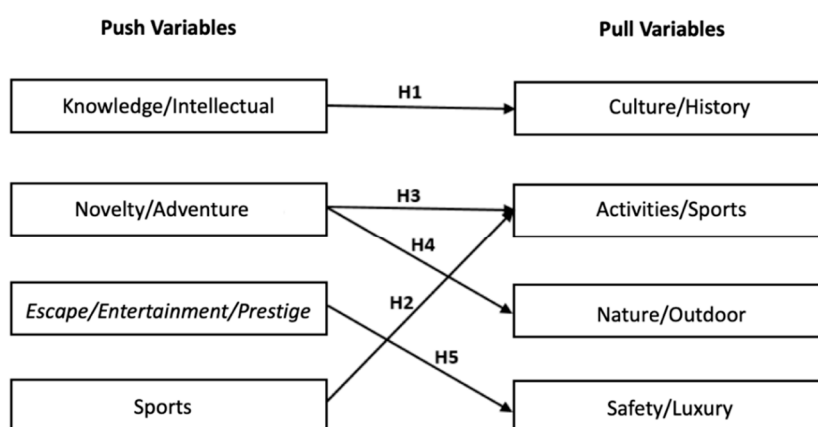 Push Variables
Pull Variables
Knowledge/Intellectual
H1
Culture/History
Novelty/Adventure
H3
Activities/Sports
H4
Escape/Entertainment/Prestige
H2
Nature/Outdoor
H5
Sports
Safety/Luxury